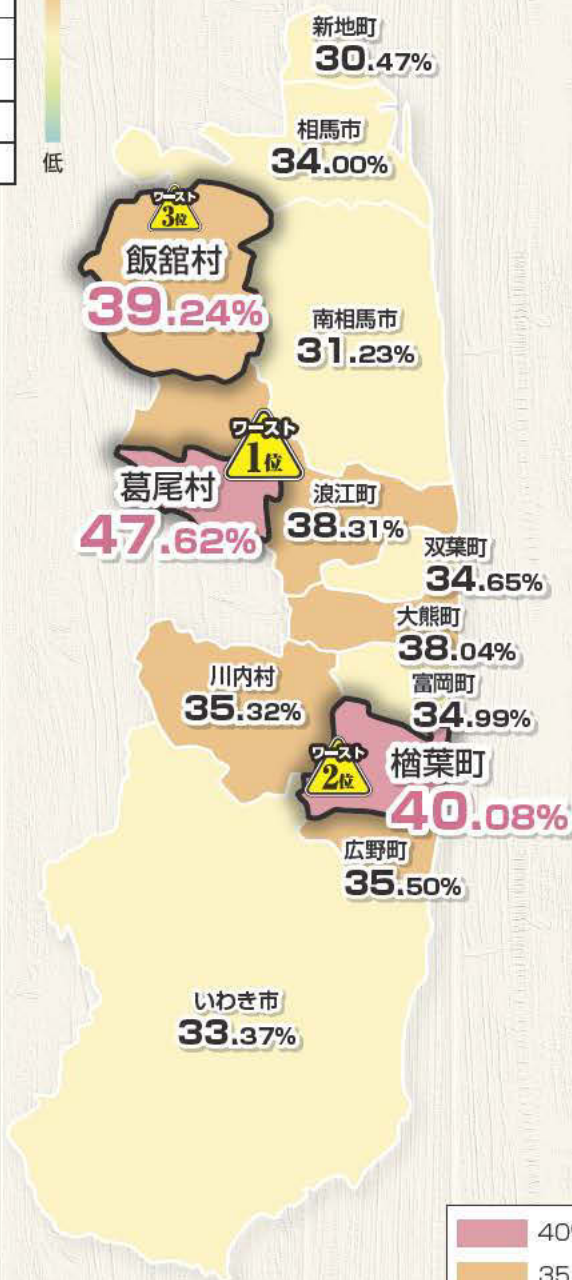 低
新地町
30.47%
相馬市
34.00%
ワースト
3位
飯舘村
39.24%
南相馬市
31.23%
ワースト
1位
葛尾村
47.62%
浪江町
38.31%
双葉町
34.65%
大熊町
38.04%
川内村
35.32%
富岡町
34.99%
ワースト
2位
楢葉町
40.08%
広野町
35.50%
いわき市
33.37%
40
35